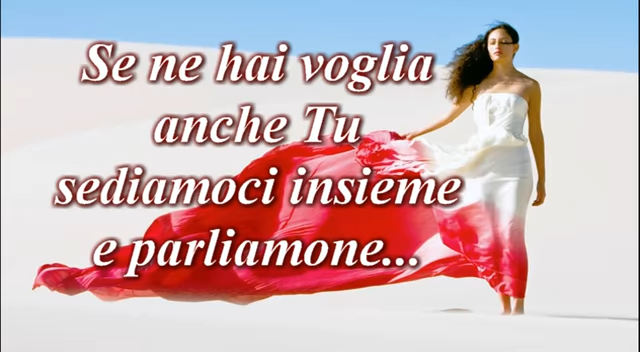 Se ne hai voglia
anche Tu
sediamoci insieme
e parliamone...